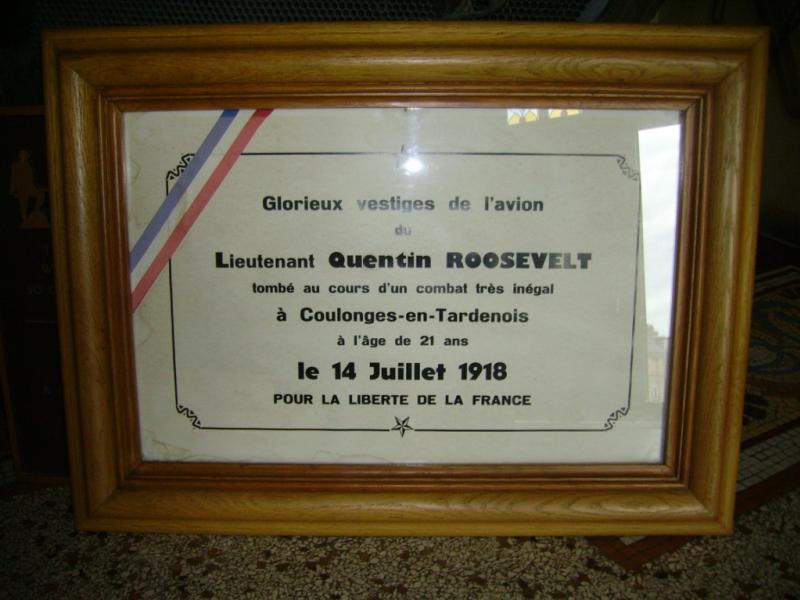 Glorieux vestiges de l'avion
du
Lieutenant Quentin ROOSEVELT
tombé au cours d'un combat très inégal
à Coulonges-en-Tardenois
à l'âge de 21 ans
le 14 Juillet 1918
POUR LA LIBERTE DE LA FRANCE